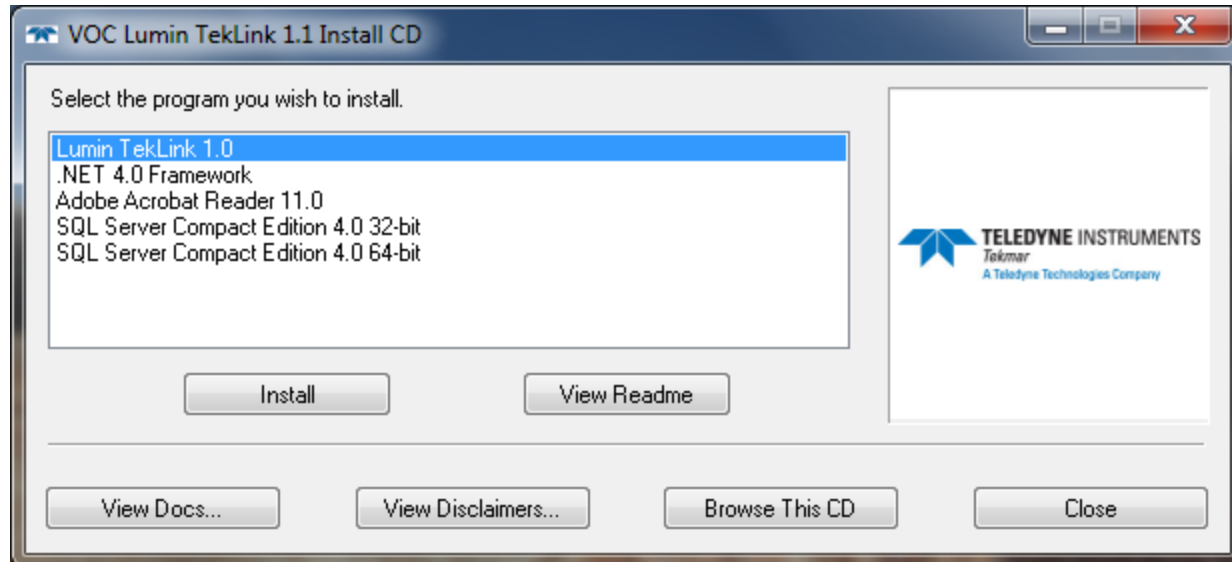 VOC Lumin TekLink 1.1 Install CD
Select the program you wish to install.
Lumin TekLink 1.0
.NET 4.0 Framework
Adobe Acrobat Reader 11.0
SQL Server Compact Edition 4.0 32-bit
SQL Server Compact Edition 4.0 64-bit
TELEDYNE INSTRUMENTS
Tekmar
A Teledyne Technologies Company
Install
View Readme
View Docs...
View Disclaimers...
Browse This CD
Close